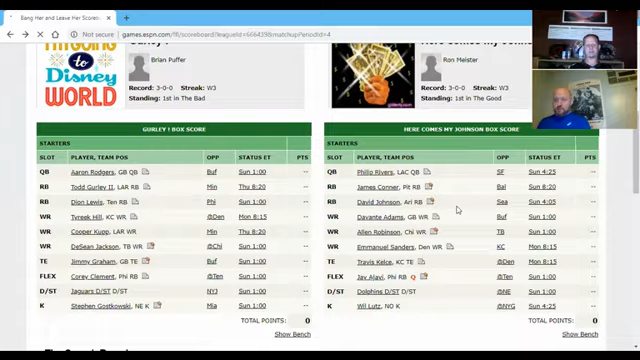 Bang Her and Leave Her Scoreb
games.espn.com/ffl/scoreboard?leagueId=6664398&matchupPeriodId=4
I'M GOING
to
Disney
WORLD
Gurley !
Brian Puffer
Record: 3-0-0 Streak: W3
Standing: 1st in The Bad
Here comes my Johnson
Ron Meister
Record: 3-0-0 Streak: W3
Standing: 1st in The Good
GURLEY ! BOX SCORE
STARTERS
SLOT PLAYER, TEAM POS OPP STATUS ET PTS
QB Aaron Rodgers, GB QB Buf Sun 1:00 --
RB Todd Gurley II, LAR RB Min Thu 8:20 --
RB Dion Lewis, Ten RB Phi Sun 1:00 --
WR Tyreek Hill, KC WR @Den Mon 8:15 --
WR Cooper Kupp, LAR WR Min Thu 8:20 --
WR DeSean Jackson, TB WR @Chi Sun 1:00 --
TE Jimmy Graham, GB TE Buf Sun 1:00 --
FLEX Corey Clement, Phi RB @Ten Sun 1:00 --
D/ST Jaguars D/ST D/ST NYJ Sun 1:00 --
K Stephen Gostkowski, NE K Mia Sun 1:00 --
TOTAL POINTS: 0
Show Bench
HERE COMES MY JOHNSON BOX SCORE
STARTERS
SLOT PLAYER, TEAM POS OPP STATUS ET PTS
QB Philip Rivers, LAC QB SF Sun 4:25 --
RB James Conner, Pit RB Bal Sun 8:20 --
RB David Johnson, Ari RB Sea Sun 4:05 --
WR Davante Adams, GB WR Buf Sun 1:00 --
WR Allen Robinson, Chi WR TB Sun 1:00 --
WR Emmanuel Sanders, Den WR KC Mon 8:15 --
TE Travis Kelce, KC TE @Den Mon 8:15 --
FLEX Jay Ajayi, Phi RB Q @Ten Sun 1:00 --
D/ST Dolphins D/ST D/ST @NE Sun 1:00 --
K Wil Lutz, NO K @NYG Sun 4:25 --
TOTAL POINTS: 0
Show Bench